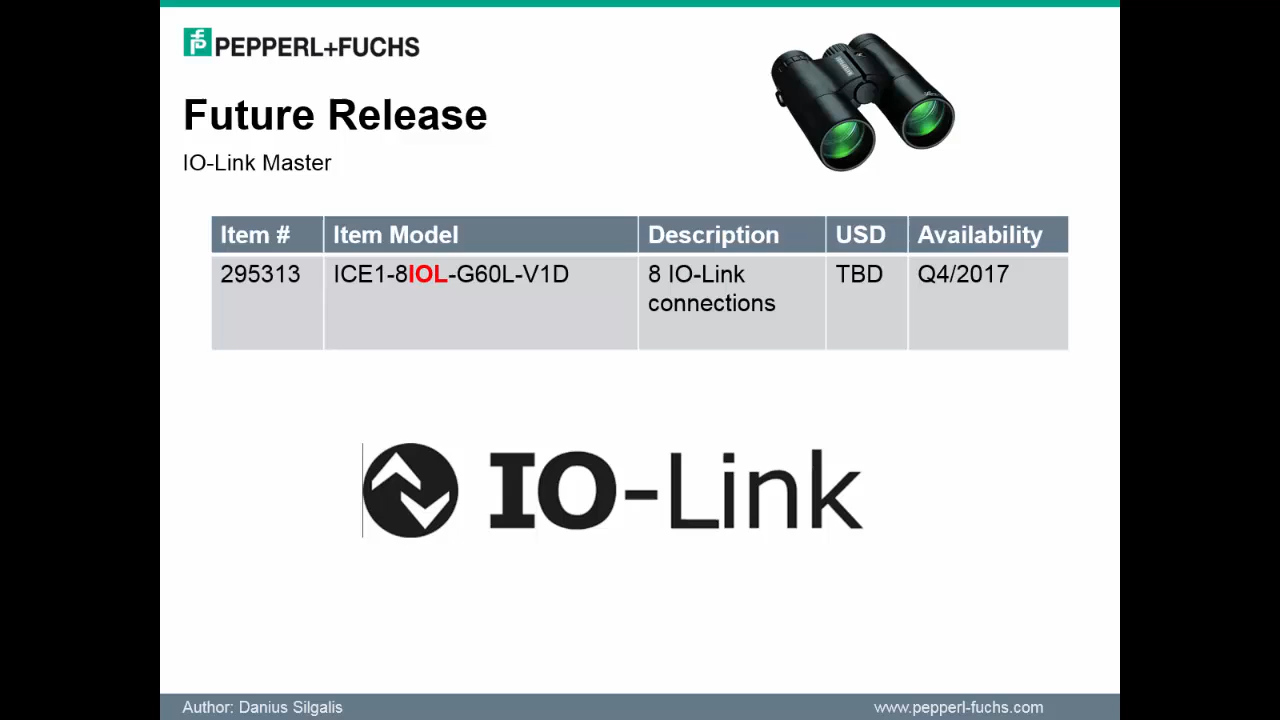 PEPPERL+FUCHS
Future Release
IO-Link Master
Item # Item Model Description USD Availability
295313 ICE1-8IOL-G60L-V1D 8 IO-Link TBD Q4/2017
connections
IO-Link
Author: Danius Silgalis www.pepperl-fuchs.com